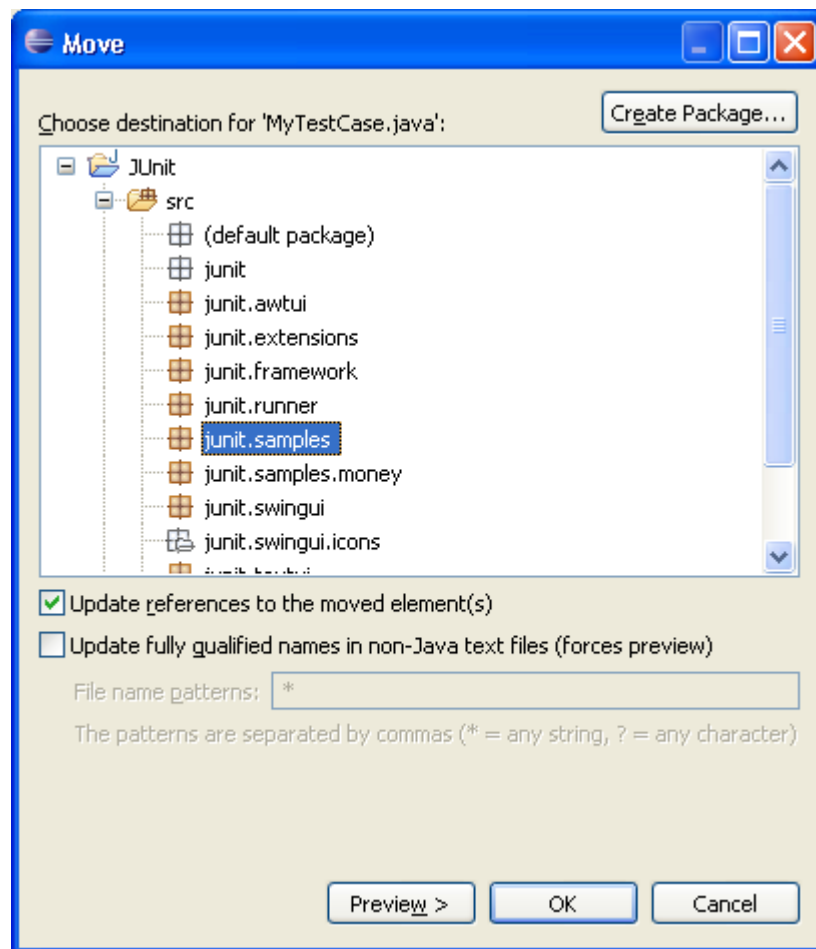 Move
Create Package...
Choose destination for 'MyTestCase.java':
JUnit
src
(default package)
junit
junit.awtui
junit.extensions
junit.framework
junit.runner
junit.samples
junit.samples.money
junit.swingui
junit.swingui.icons
Update references to the moved element(s)
Update fully qualified names in non-Java text files (forces preview)
File name patterns: *
The patterns are separated by commas (* = any string, ? = any character)
Preview > OK Cancel